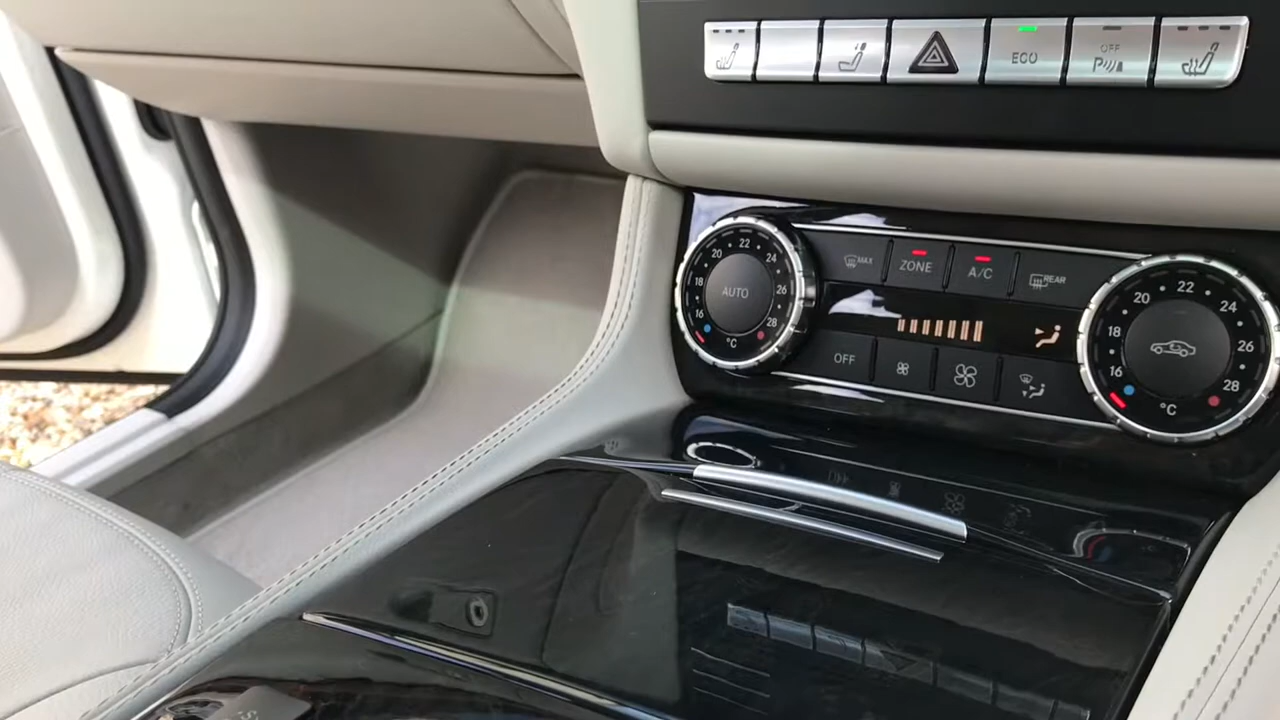 ECO
OFF
P
MAX
ZONE
A/C
REAR
16 18 20 22 24 26 28
AUTO
°C
OFF
16 18 20 22 24 26 28
°C